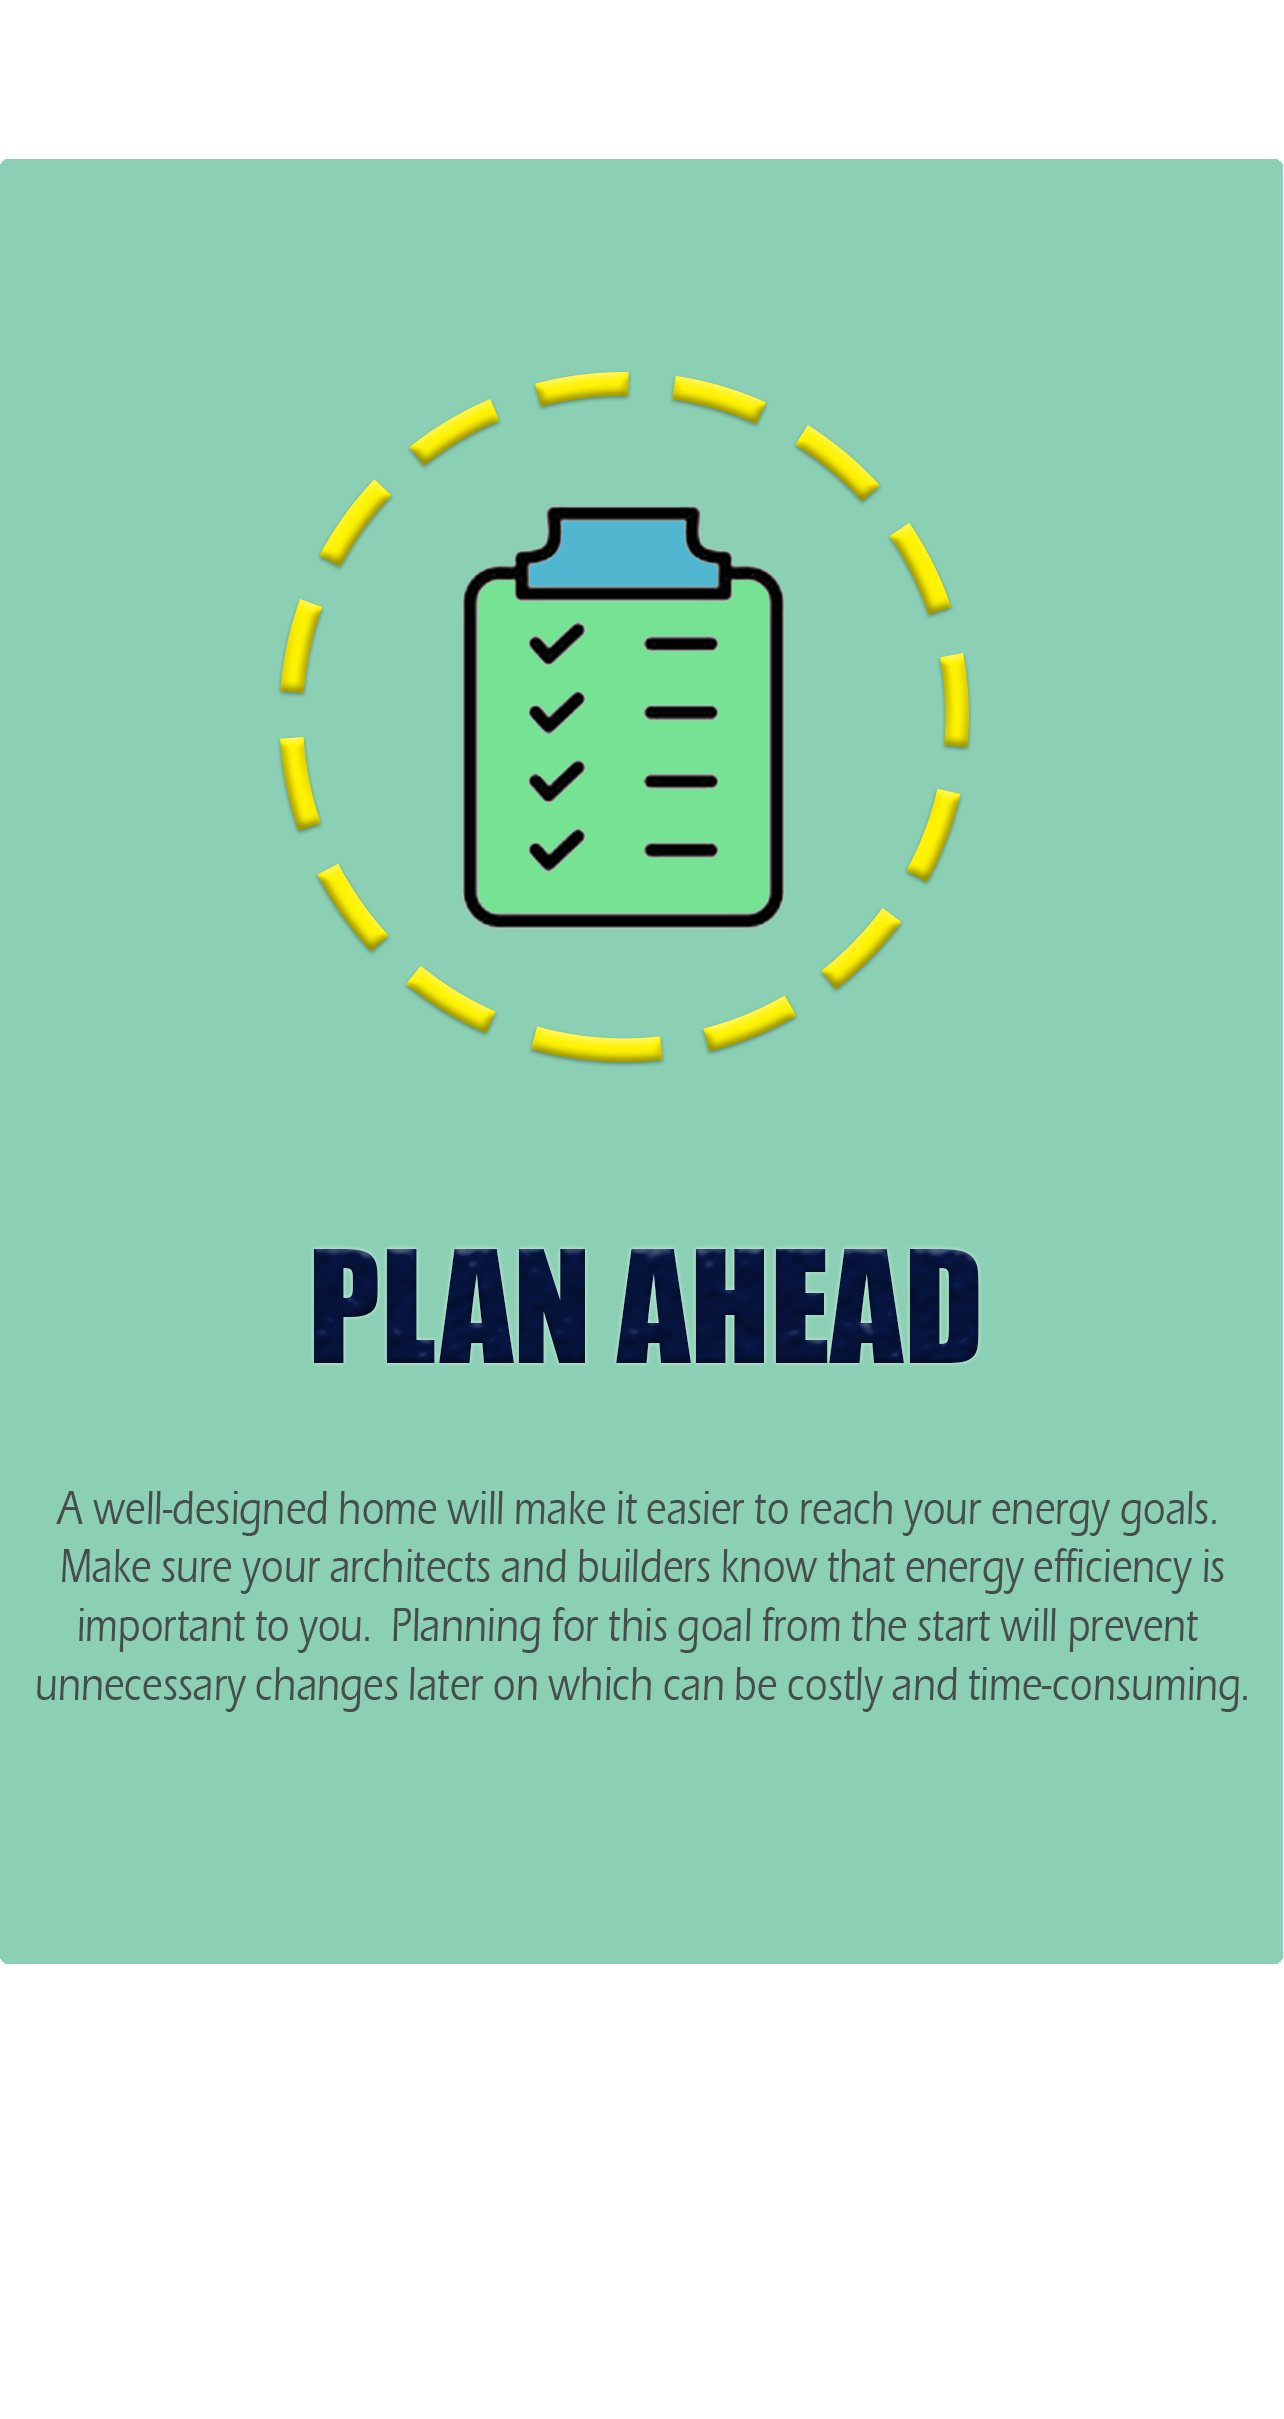 PLAN AHEAD
A well-designed home will make it easier to reach your energy goals.
Make sure your architects and builders know that energy efficiency is
important to you.  Planning for this goal from the start will prevent
unnecessary changes later on which can be costly and time-consuming.